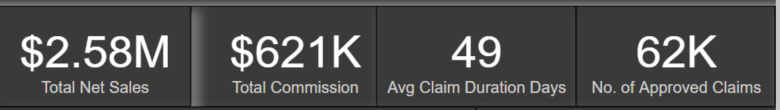 $2.58M
Total Net Sales
$621K
Total Commission
49
Avg Claim Duration Days
62K
No. of Approved Claims